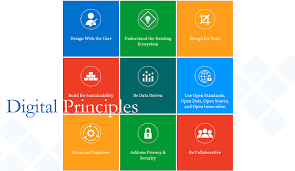 Design With the User
Understand the Existing
Ecosystem
Design for Scale
Build for Sustainability
Be Data Driven
Use Open Standards,
Open Data, Open Source,
and Open Innovation
Digital Principles
Reuse and Improve
Address Privacy &
Security
Be Collaborative